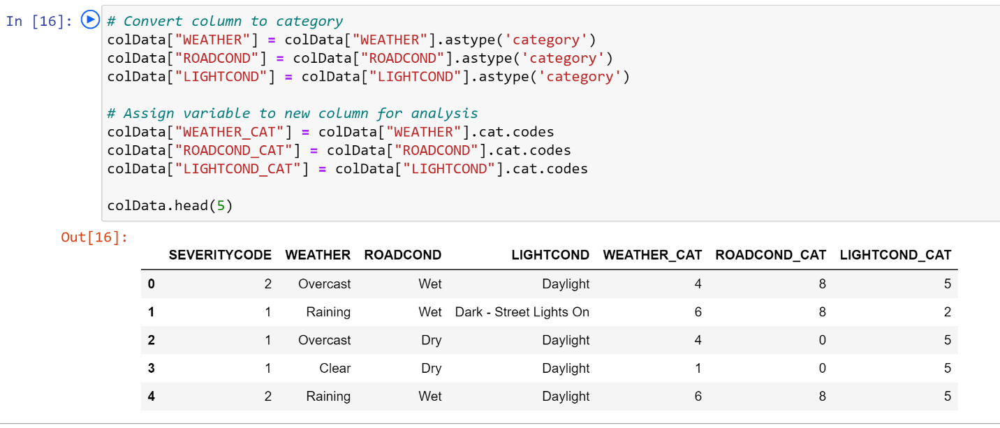 In [16]:
# Convert column to category
colData["WEATHER"] = colData["WEATHER"].astype('category')
colData["ROADCOND"] = colData["ROADCOND"].astype('category')
colData["LIGHTCOND"] = colData["LIGHTCOND"].astype('category')
# Assign variable to new column for analysis
colData["WEATHER_CAT"] = colData["WEATHER"].cat.codes
colData["ROADCOND_CAT"] = colData["ROADCOND"].cat.codes
colData["LIGHTCOND_CAT"] = colData["LIGHTCOND"].cat.codes
colData.head(5)
Out[16]:
SEVERITYCODE WEATHER ROADCOND LIGHTCOND WEATHER_CAT ROADCOND_CAT LIGHTCOND_CAT
0 2 Overcast Wet Daylight 4 8 5
1 1 Raining Wet Dark - Street Lights On 6 8 2
2 1 Overcast Dry Daylight 4 0 5
3 1 Clear Dry Daylight 1 0 5
4 2 Raining Wet Daylight 6 8 5